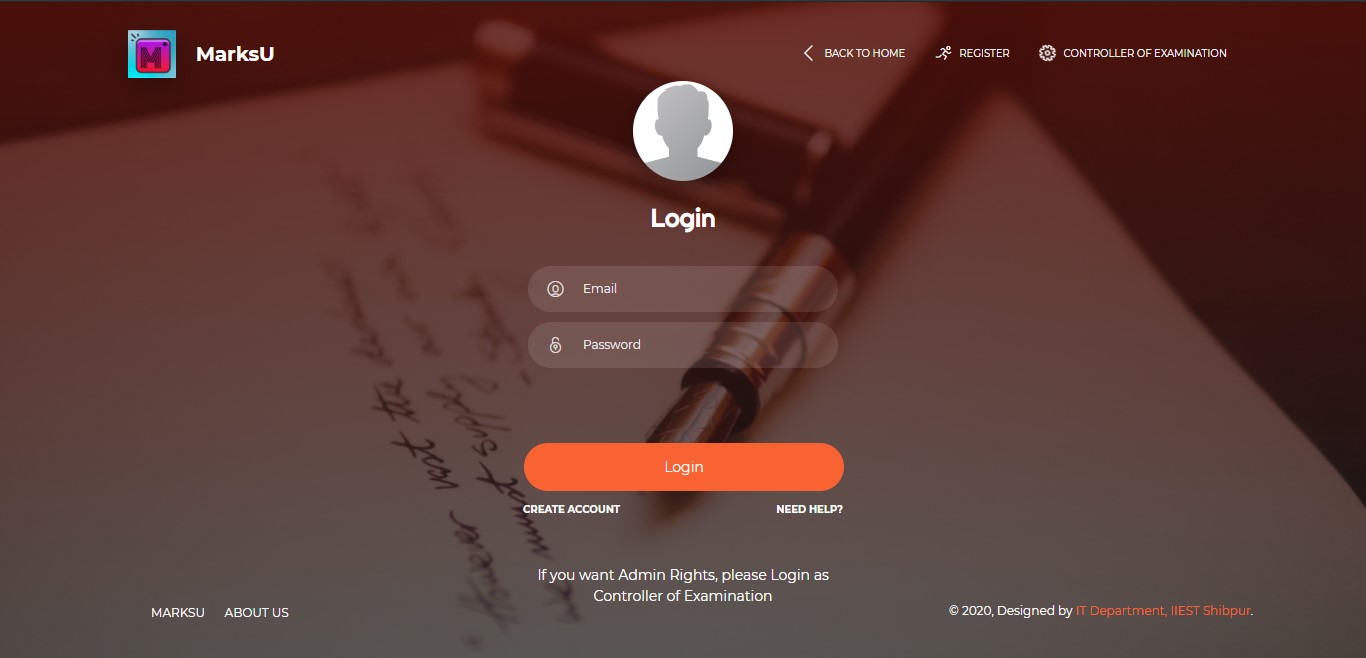 MarksU
BACK TO HOME
REGISTER
CONTROLLER OF EXAMINATION
Login
Email
Password
Login
CREATE ACCOUNT
NEED HELP?
If you want Admin Rights, please Login as
Controller of Examination
MARKSU
ABOUT US
© 2020, Designed by IT Department, IIEST Shibpur.